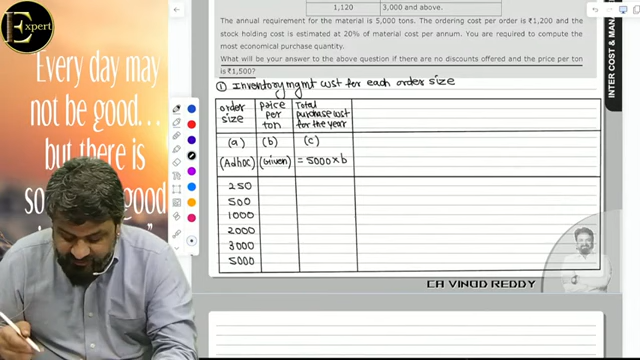 Expert
Every day may
not be good...
but there is
good
1,120 3,000 and above.
The annual requirement for the material is 5,000 tons. The ordering cost per order is ₹1,200 and the
stock holding cost is estimated at 20% of material cost per annum. You are required to compute the
most economical purchase quantity.
What will be your answer to the above question if there are no discounts offered and the price per ton
is ₹1,500?
① Inventory mgmt cost for each order size
order size
Price per ton
Total purchase cost for the year
(a) (b) (c)
(Adhoc) (Given) = 5000 x b
250
500
1000
2000
3000
5000
CA VINOD REDDY
INTER COST & MANA